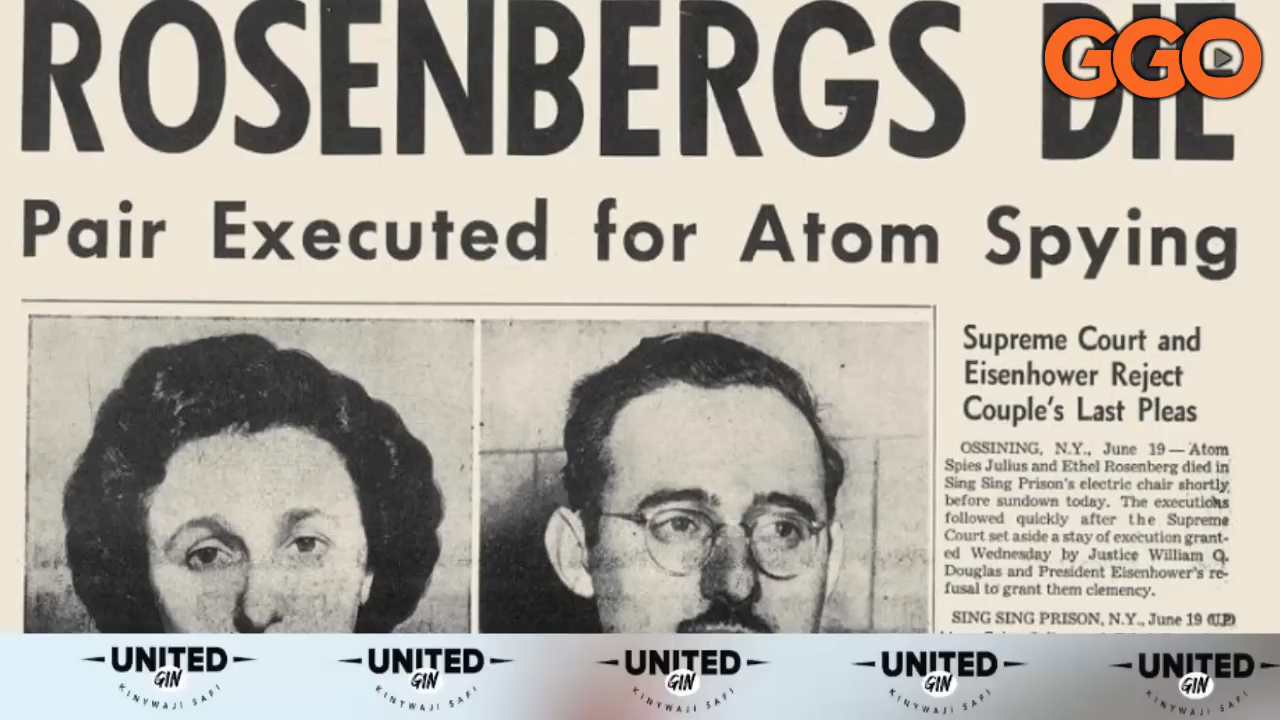 ROSENBERGS DIE
GGO
Pair Executed for Atom Spying
Supreme Court and
Eisenhower Reject
Couple's Last Pleas
OSSINING, N.Y., June 19 — Atom
Spies Julius and Ethel Rosenberg died in
Sing Sing Prison's electric chair shortly
before sundown today. The executions
followed quickly after the Supreme
Court set aside a stay of execution grant-
ed Wednesday by Justice William O.
Douglas and President Eisenhower's re-
fusal to grant them clemency.
SING SING PRISON, N.Y., June 19 (U.P.)
UNITED UNITED UNITED UNITED UNITED
GIN GIN GIN GIN GIN
KINYWAJI SAFI KINYWAJI SAFI KINYWAJI SAFI KINYWAJI SAFI KINYWAJI SAFI